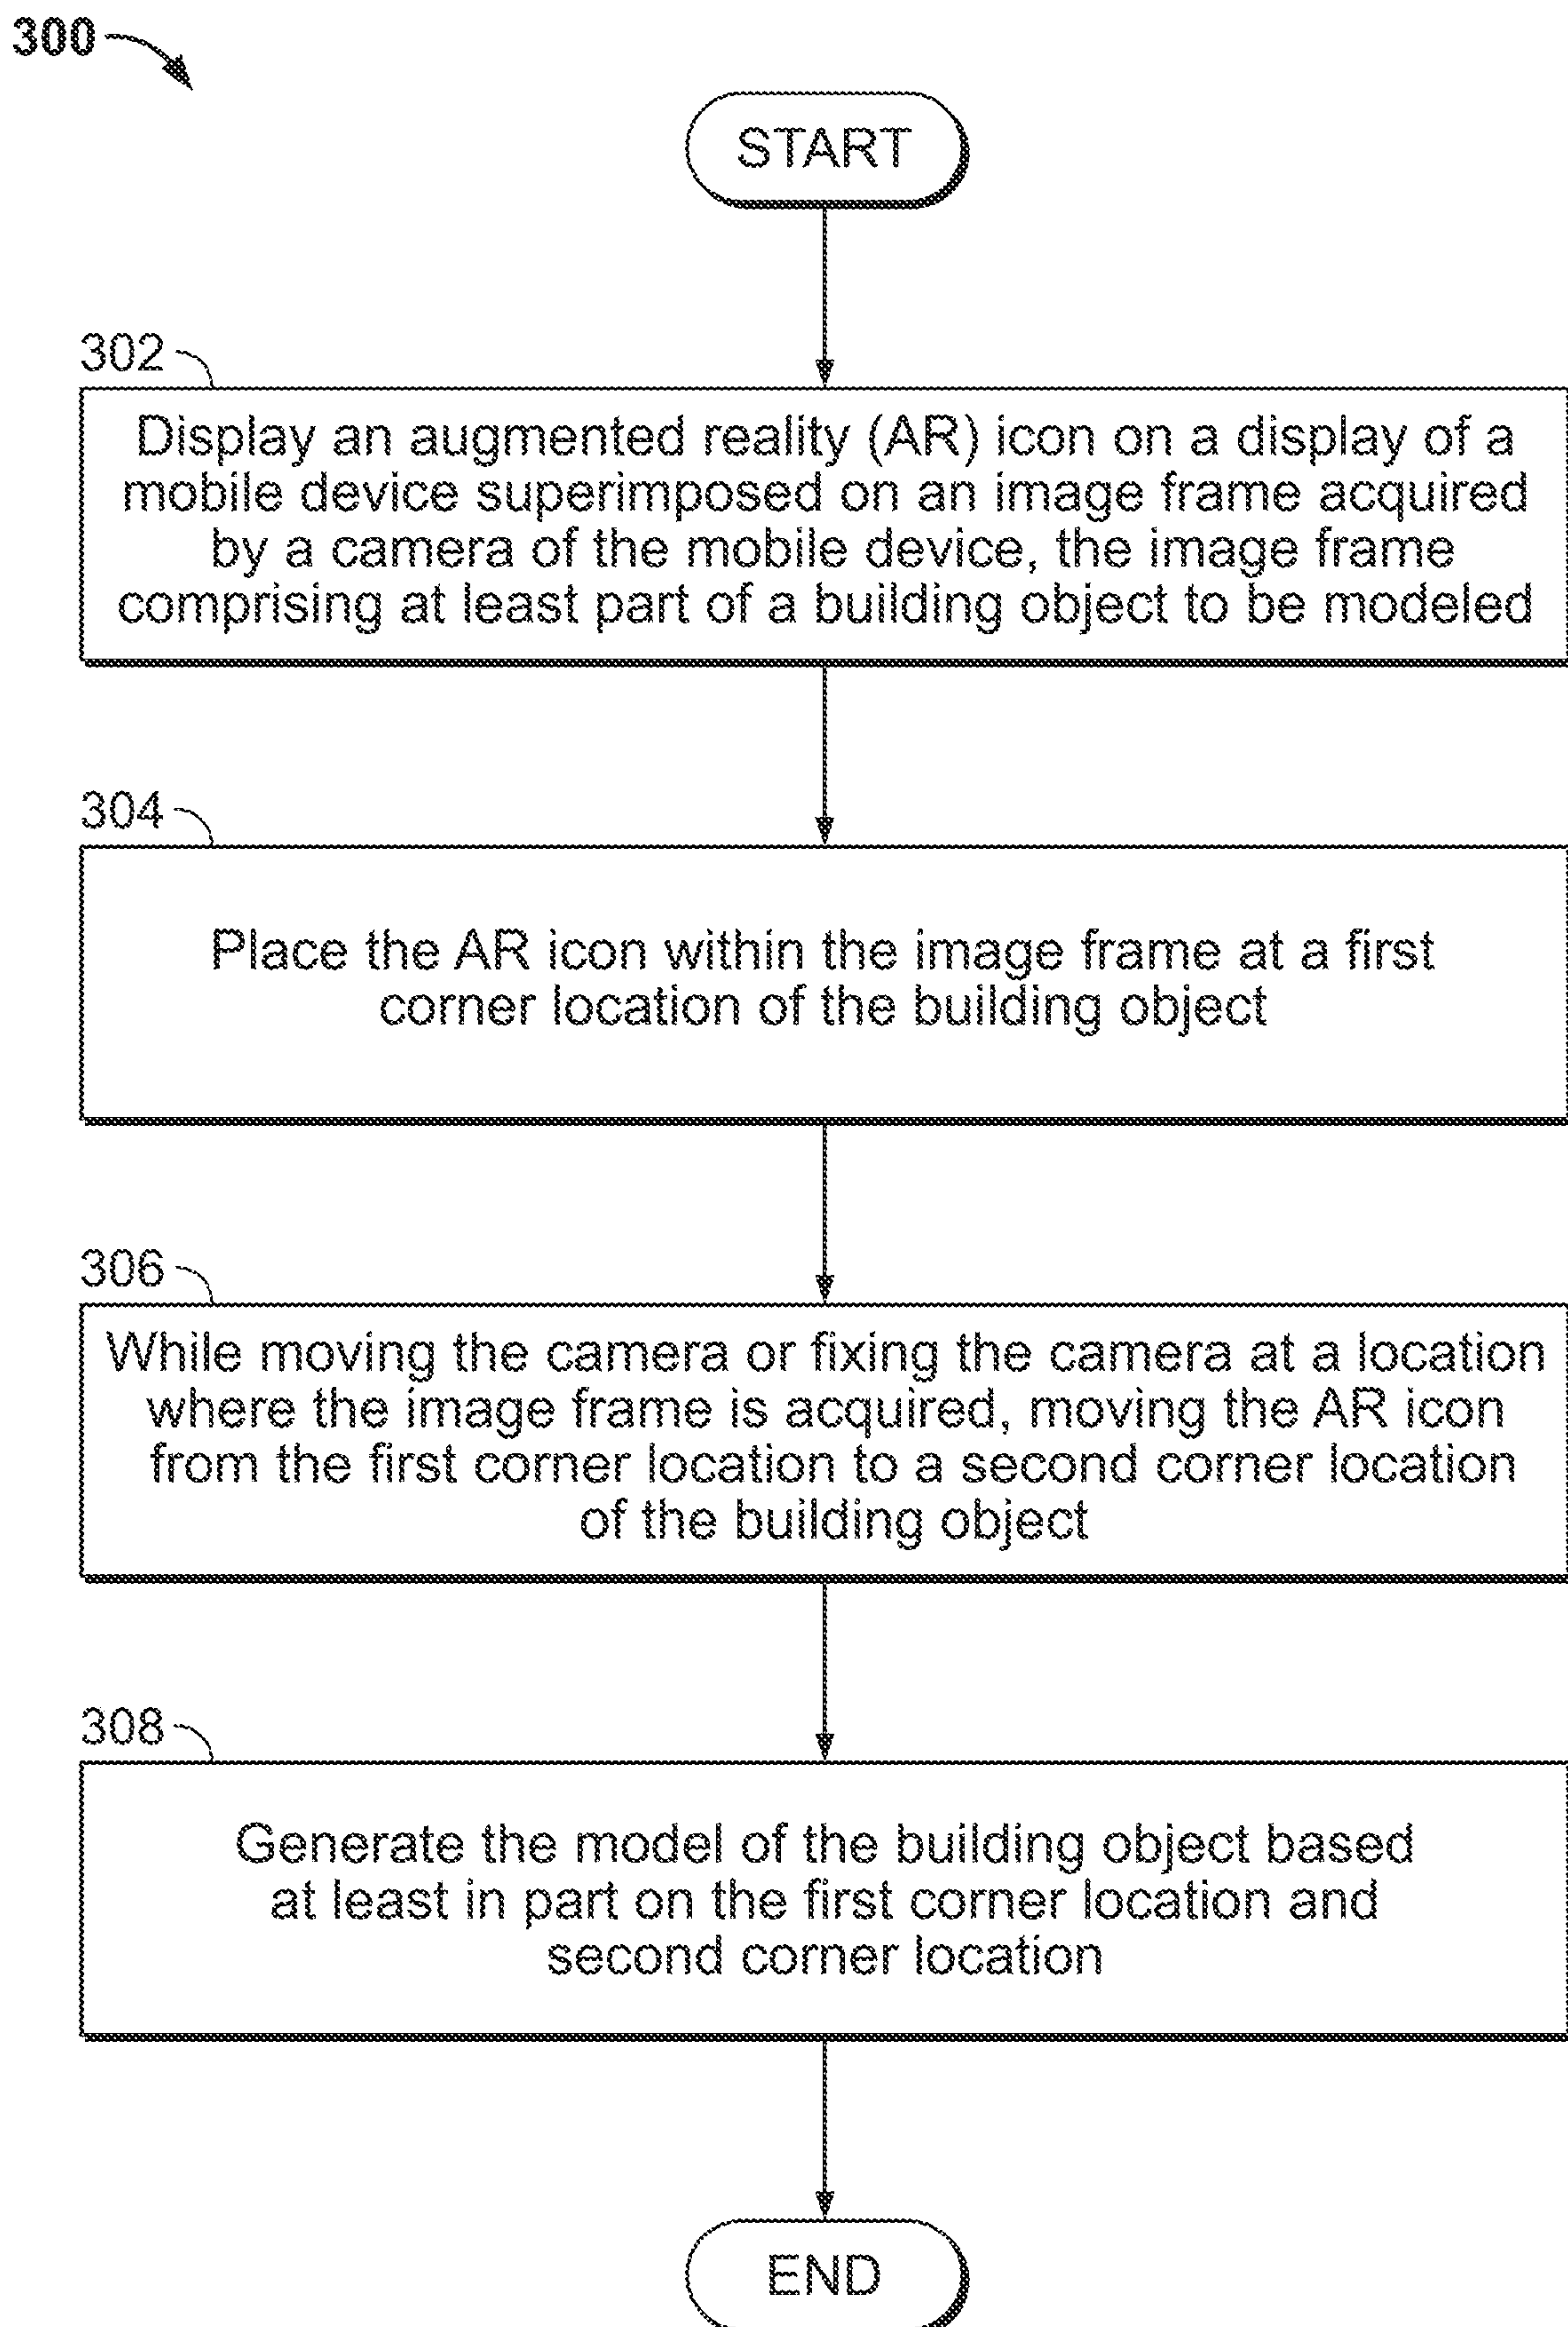 300
START
302
Display an augmented reality (AR) icon on a display of a
mobile device superimposed on an image frame acquired
by a camera of the mobile device, the image frame
comprising at least part of a building object to be modeled
304
Place the AR icon within the image frame at a first
corner location of the building object
306
While moving the camera or fixing the camera at a location
where the image frame is acquired, moving the AR icon
from the first corner location to a second corner location
of the building object
308
Generate the model of the building object based
at least in part on the first corner location and
second corner location
END